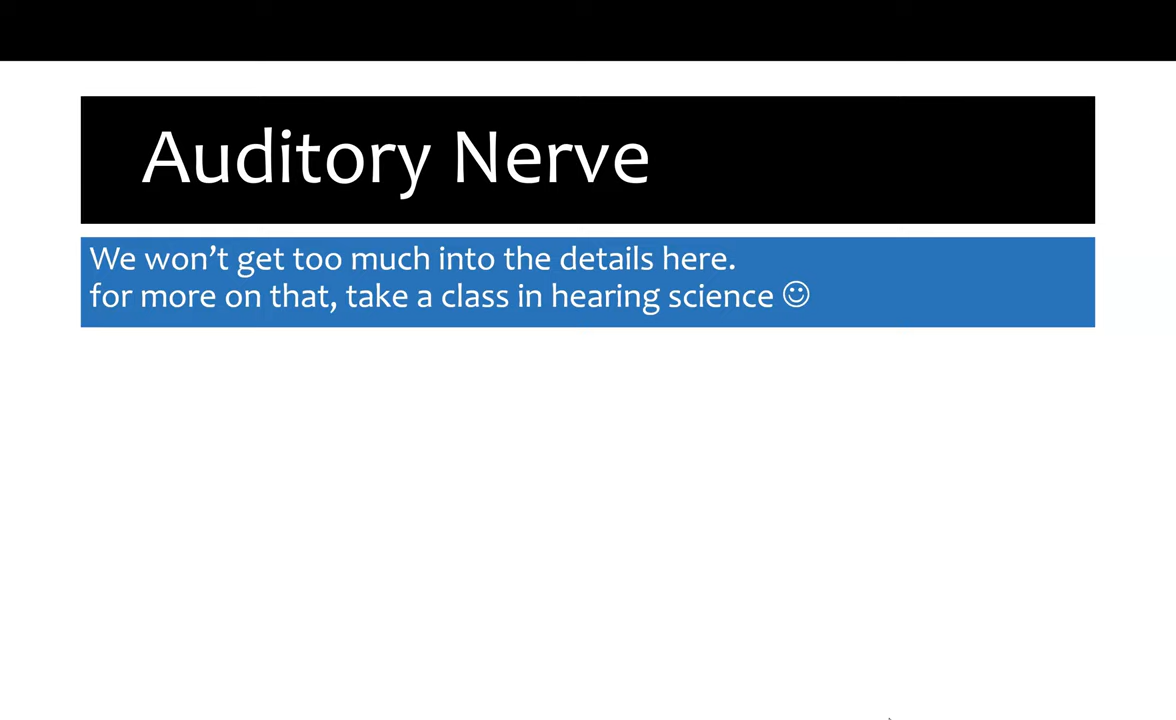 Auditory Nerve
We won’t get too much into the details here.
for more on that, take a class in hearing science ☺